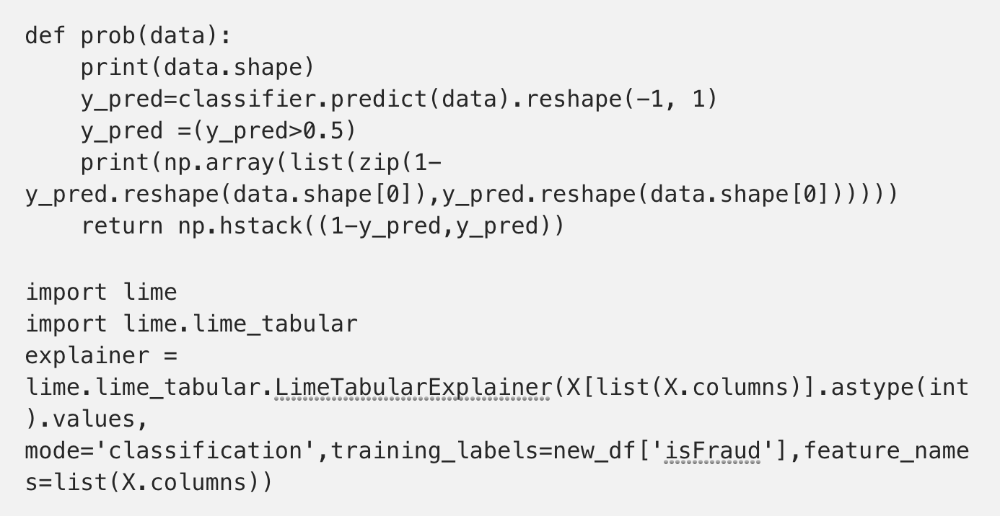 def prob(data):
    print(data.shape)
    y_pred=classifier.predict(data).reshape(-1, 1)
    y_pred =(y_pred>0.5)
    print(np.array(list(zip(1-
y_pred.reshape(data.shape[0]),y_pred.reshape(data.shape[0])))))
    return np.hstack((1-y_pred,y_pred))

import lime
import lime.lime_tabular
explainer =
lime.lime_tabular.LimeTabularExplainer(X[list(X.columns)].astype(int
).values,
mode='classification',training_labels=new_df['isFraud'],feature_name
s=list(X.columns))